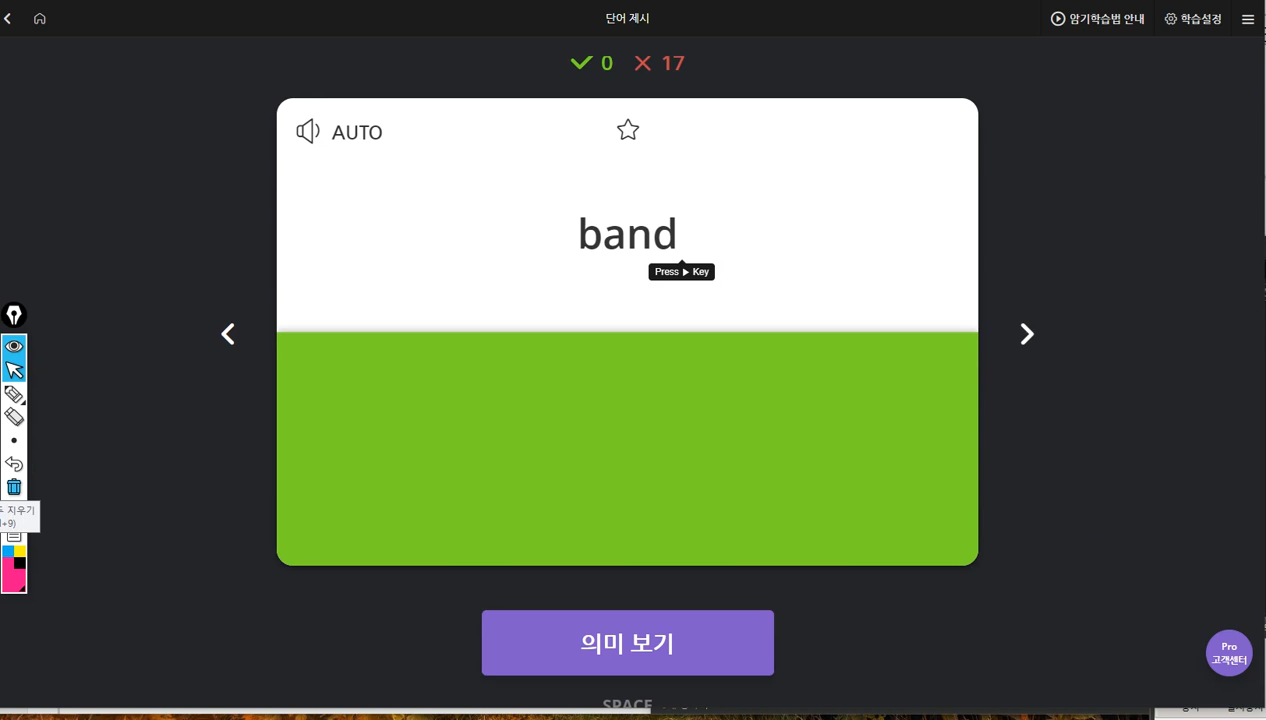 단어 제시
암기학습법 안내
학습설정
0
17
AUTO
band
Press ▶ Key
지우기
+9)
의미 보기
Pro
고객센터
SPACE